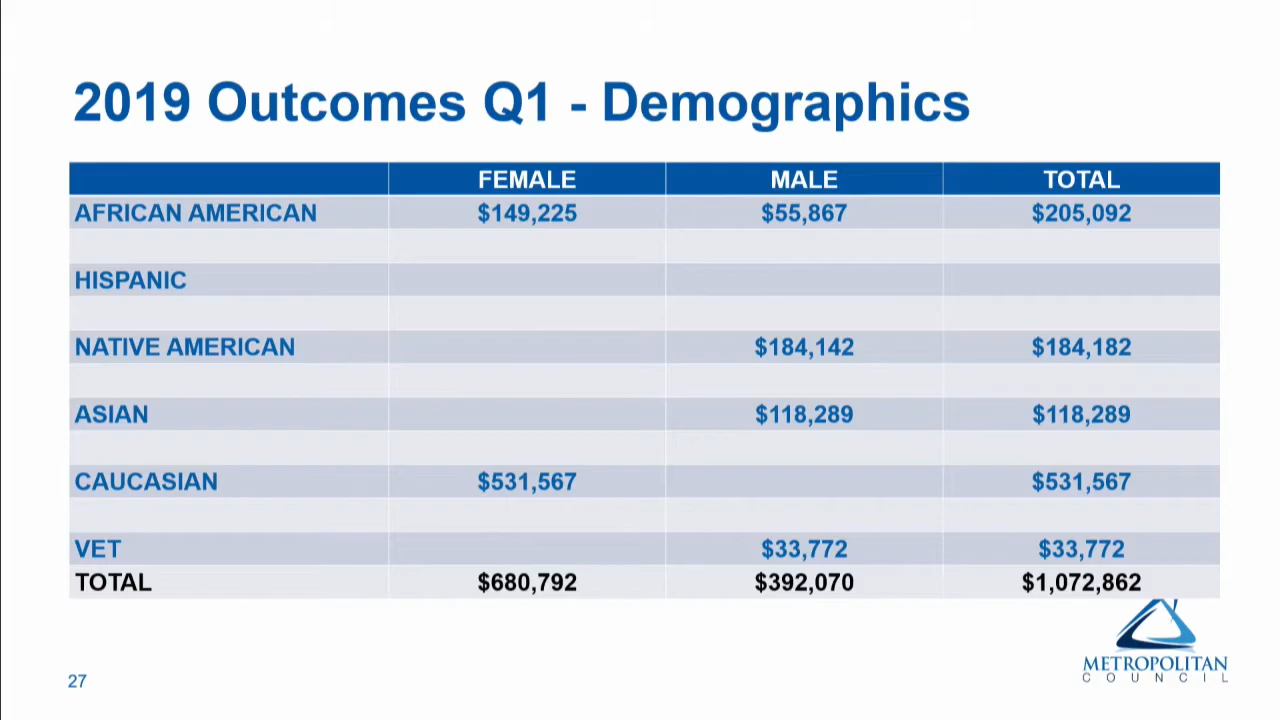 2019 Outcomes Q1 - Demographics
FEMALE MALE TOTAL
AFRICAN AMERICAN $149,225 $55,867 $205,092
HISPANIC
NATIVE AMERICAN $184,142 $184,182
ASIAN $118,289 $118,289
CAUCASIAN $531,567 $531,567
VET $33,772 $33,772
TOTAL $680,792 $392,070 $1,072,862
METROPOLITAN
COUNCIL
27